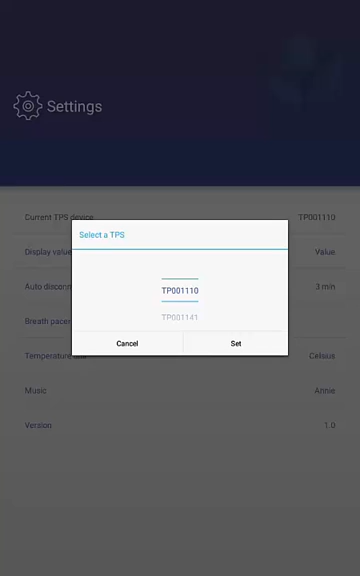 Settings
Current TPS device TP001110
Select a TPS
Display value Value
Auto disconn 3 min
TP001110
TP001141
Breath pacer
Cancel Set
Temperature Celsius
Music Annie
Version 1.0